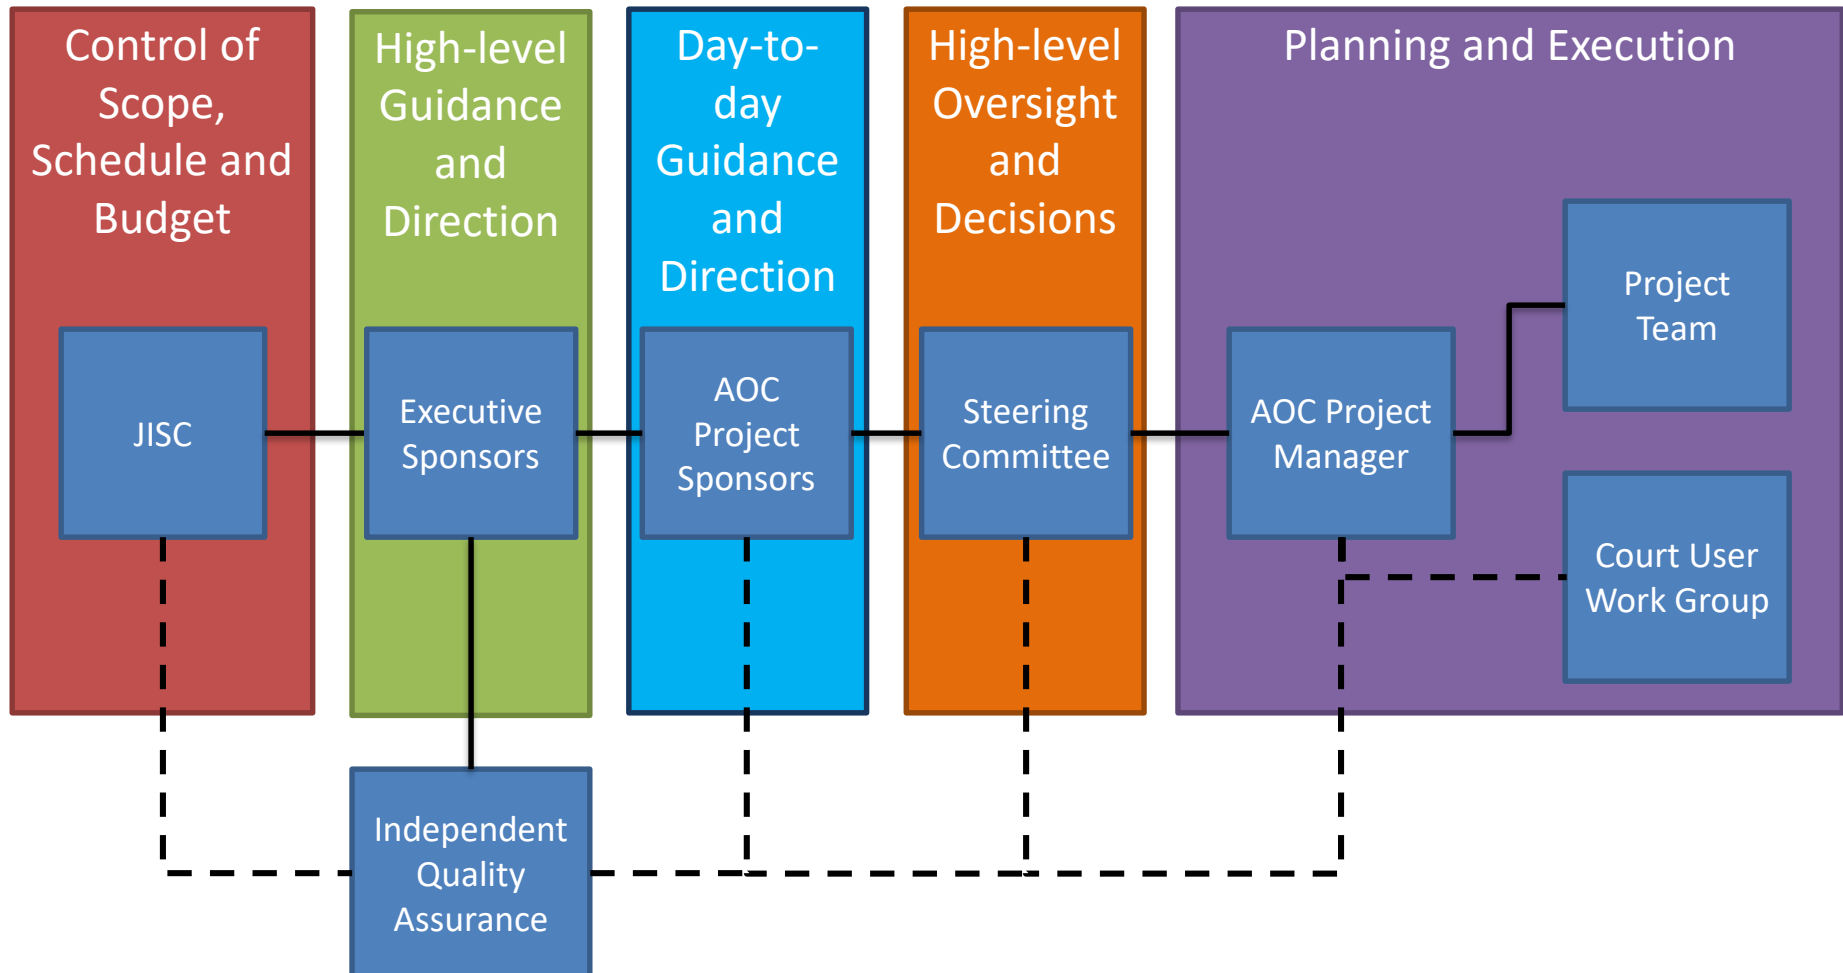 Control of
Scope,
Schedule and
Budget
High-level
Guidance
and
Direction
Day-to-
day
Guidance
and
Direction
High-level
Oversight
and
Decisions
Planning and Execution
JISC
Executive
Sponsors
AOC
Project
Sponsors
Steering
Committee
AOC Project
Manager
Project
Team
Court User
Work Group
Independent
Quality
Assurance